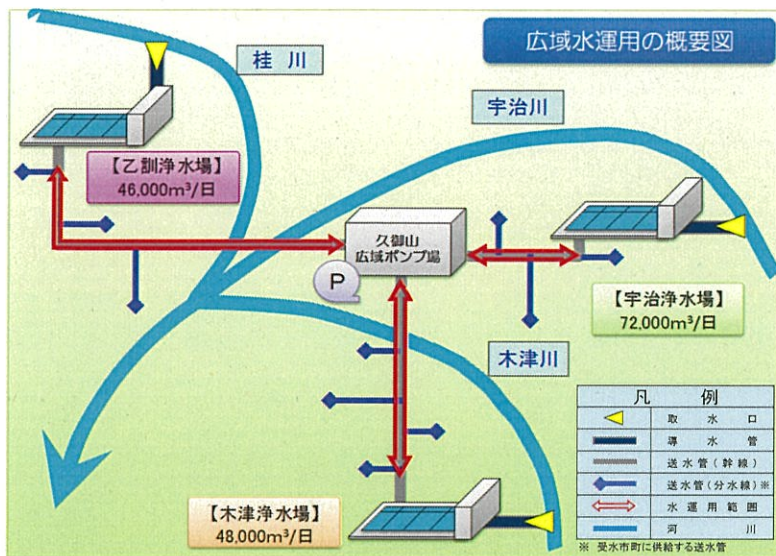 広域水運用の概要図
桂 川
宇治川
【乙訓浄水場】
46,000m³/日
久御山
広域ポンプ場
P
【宇治浄水場】
72,000m³/日
木津川
【木津浄水場】
48,000m³/日
凡 例
取 水 口
導 水 管
送水管(幹線)
送水管(分水線)※
水 運 用 範 囲
河 川
※ 受水市町に供給する送水管